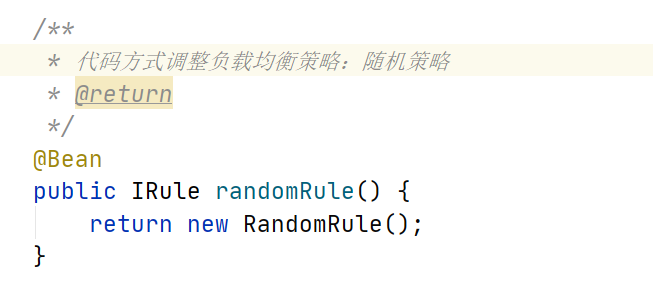 /**
 * 代码方式调整负载均衡策略：随机策略
 * @return
 */
@Bean
public IRule randomRule() {
    return new RandomRule();
}